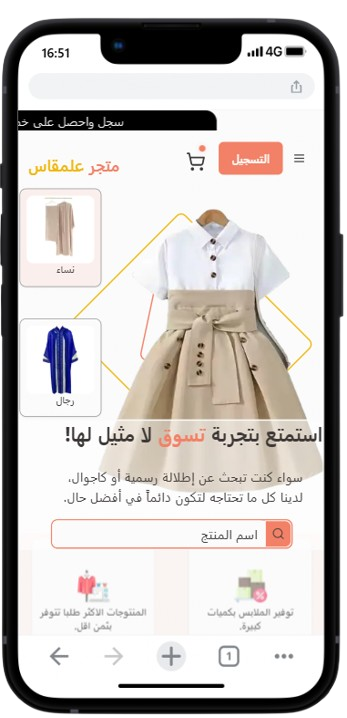 16:51
4G
سجل واحصل على خ
التسجيل
متجر علمقاس
نساء
رجال
استمتع بتجربة تسوق لا مثيل لها!
سواء كنت تبحث عن إطلالة رسمية أو كاجوال،
لدينا كل ما تحتاجه لتكون دائماً في أفضل حال.
اسم المنتج
توفير الملابس بكميات
كبيرة.
المنتوجات الاكثر طلبا تتوفر
بثمن اقل.
1